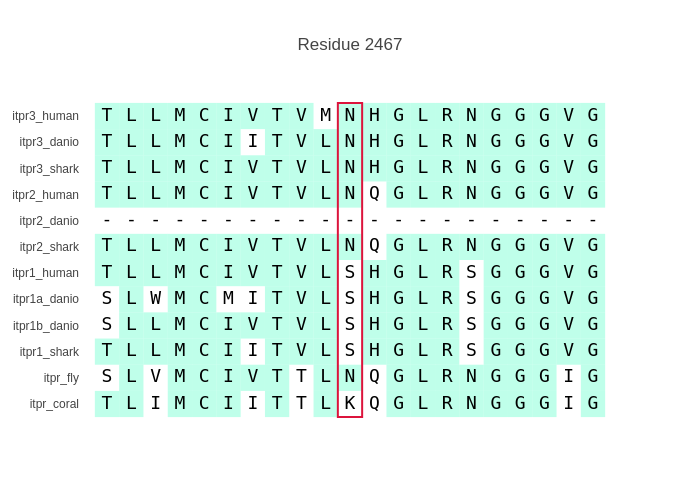 Residue 2467
itpr3_human T L L M C I V T V M N H G L R N G G G V G
itpr3_danio T L L M C I I T V L N H G L R N G G G V G
itpr3_shark T L L M C I V T V L N H G L R N G G G V G
itpr2_human T L L M C I V T V L N Q G L R N G G G V G
itpr2_danio - - - - - - - - - - - - - - - - - - - - -
itpr2_shark T L L M C I V T V L N Q G L R N G G G V G
itpr1_human T L L M C I V T V L S H G L R S G G G V G
itpr1a_danio S L W M C M I T V L S H G L R S G G G V G
itpr1b_danio S L L M C I V T V L S H G L R S G G G V G
itpr1_shark T L L M C I I T V L S H G L R S G G G V G
itpr_fly S L V M C I V T T L N Q G L R N G G G I G
itpr_coral T L I M C I I T T L K Q G L R N G G G I G